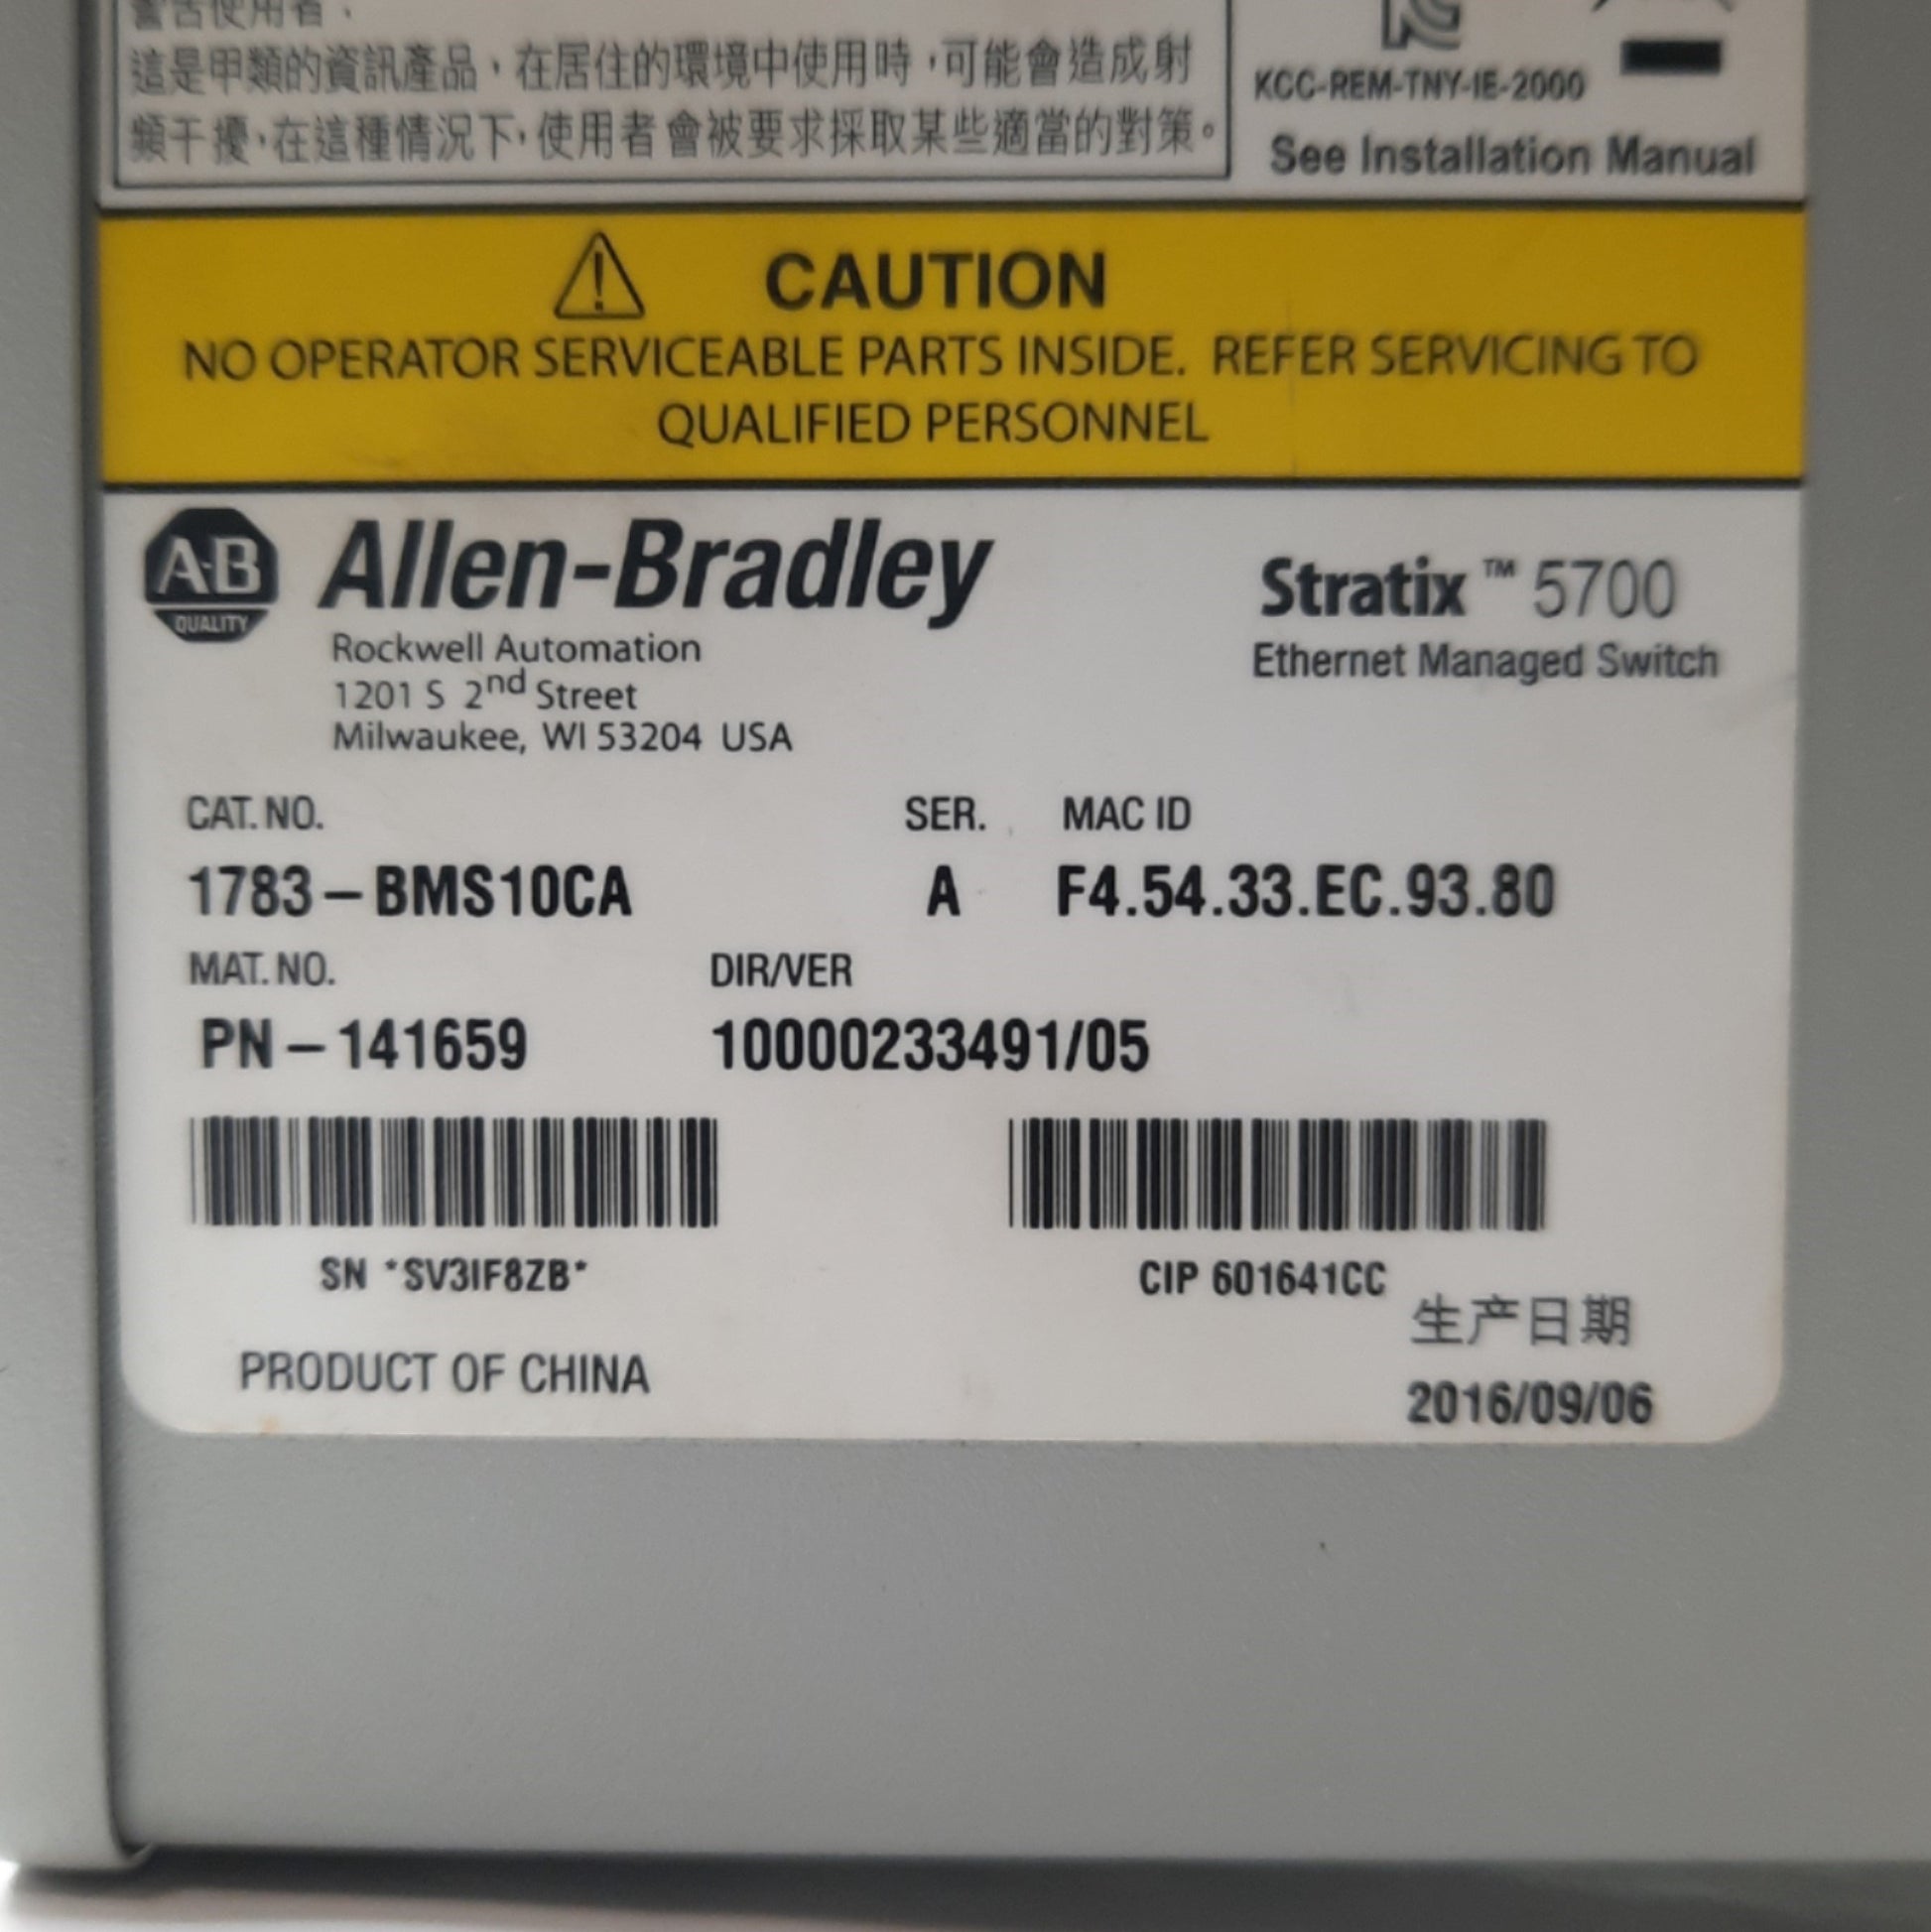 警告使用者：
這是甲類的資訊產品，在居住的環境中使用時，可能會造成射
頻干擾，在這種情況下，使用者會被要求採取某些適當的對策。
KCC-REM-TNY-IE-2000
See Installation Manual
CAUTION
NO OPERATOR SERVICEABLE PARTS INSIDE. REFER SERVICING TO
QUALIFIED PERSONNEL
A-B
QUALITY
Allen-Bradley
Rockwell Automation
1201 S 2nd Street
Milwaukee, WI 53204 USA
Stratix™ 5700
Ethernet Managed Switch
CAT. NO. SER. MAC ID
1783-BMS10CA A F4.54.33.EC.93.80
MAT. NO. DIR/VER
PN-141659 10000233491/05
SN *SV3IF8ZB* CIP 601641CC
生产日期
PRODUCT OF CHINA
2016/09/06